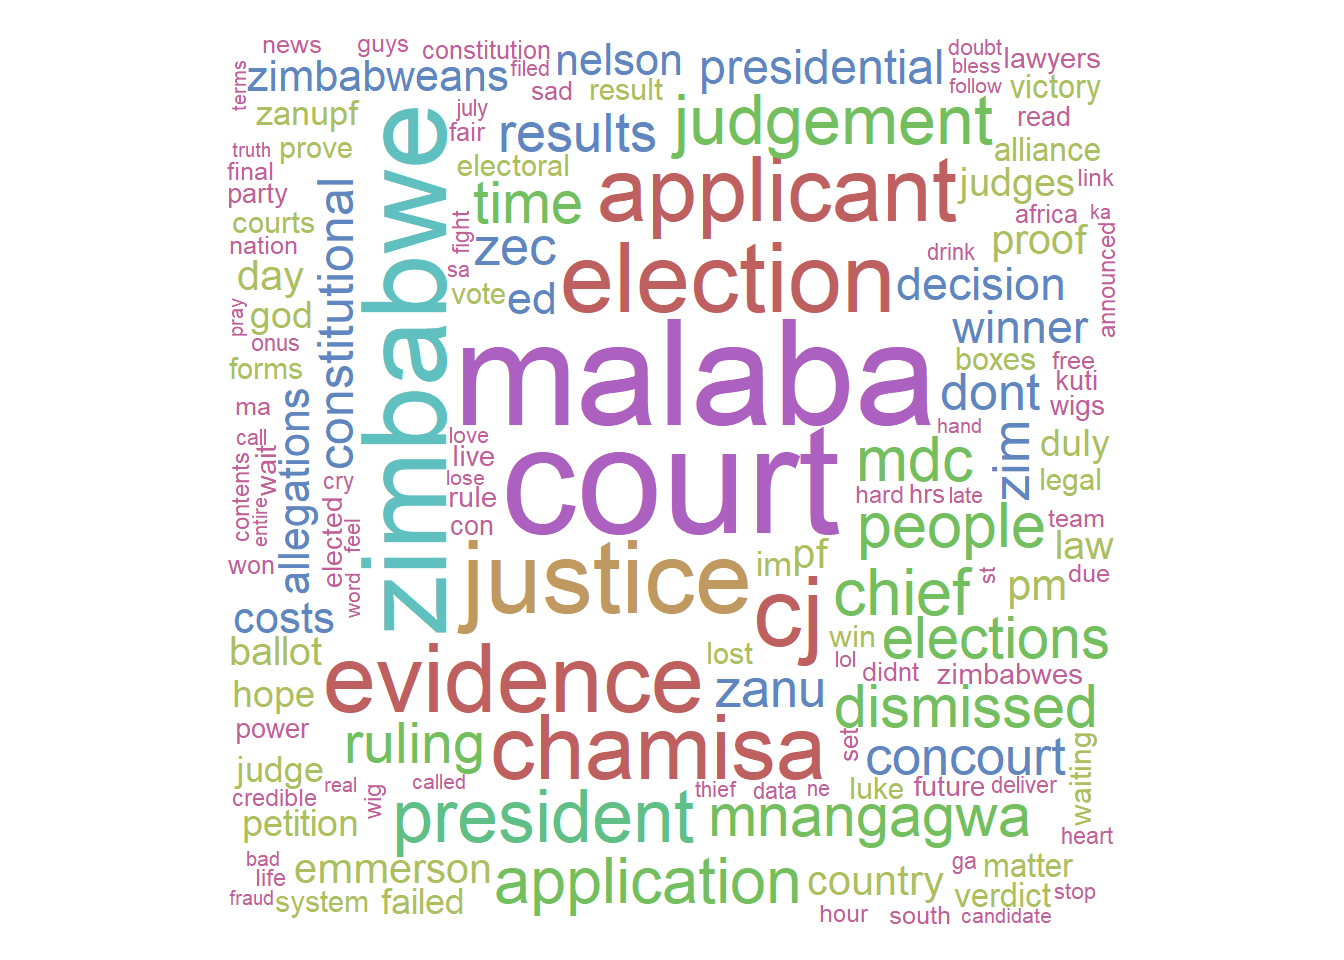 news
guys
constitution
nelson
presidential
doubt
lawyers
terms
zimbabweans
filed
bless
sad
result
follow
victory
zanupf
july
fair
results
judgement
read
truth
prove
electoral
alliance
final
party
zimbabwe
time
applicant
judges
link
courts
constitutional
fight
africa
ka
nation
zec
drink
proof
announced
day
sa
vote
ed
election
decision
pray
god
onus
winner
forms
malaba
boxes
free
kuti
dont
wigs
ma
allegations
call
love
hand
wait
live
mdc
zim
duly
contents
lose
cry
rule
court
hard
hrs
late
legal
entire
con
feel
people
team
won
elected
justice
im
pf
law
word
cj
chief
st
pm
due
costs
win
elections
ballot
lost
lol
didnt
zimbabwes
hope
evidence
zanu
dismissed
power
ruling
chamisa
set
concourt
waiting
judge
real
called
thief
data
ne
luke
future
deliver
credible
wig
petition
president
mnangagwa
heart
bad
life
emmerson
application
country
ga
matter
fraud
system
failed
verdict
stop
hour
south
candidate